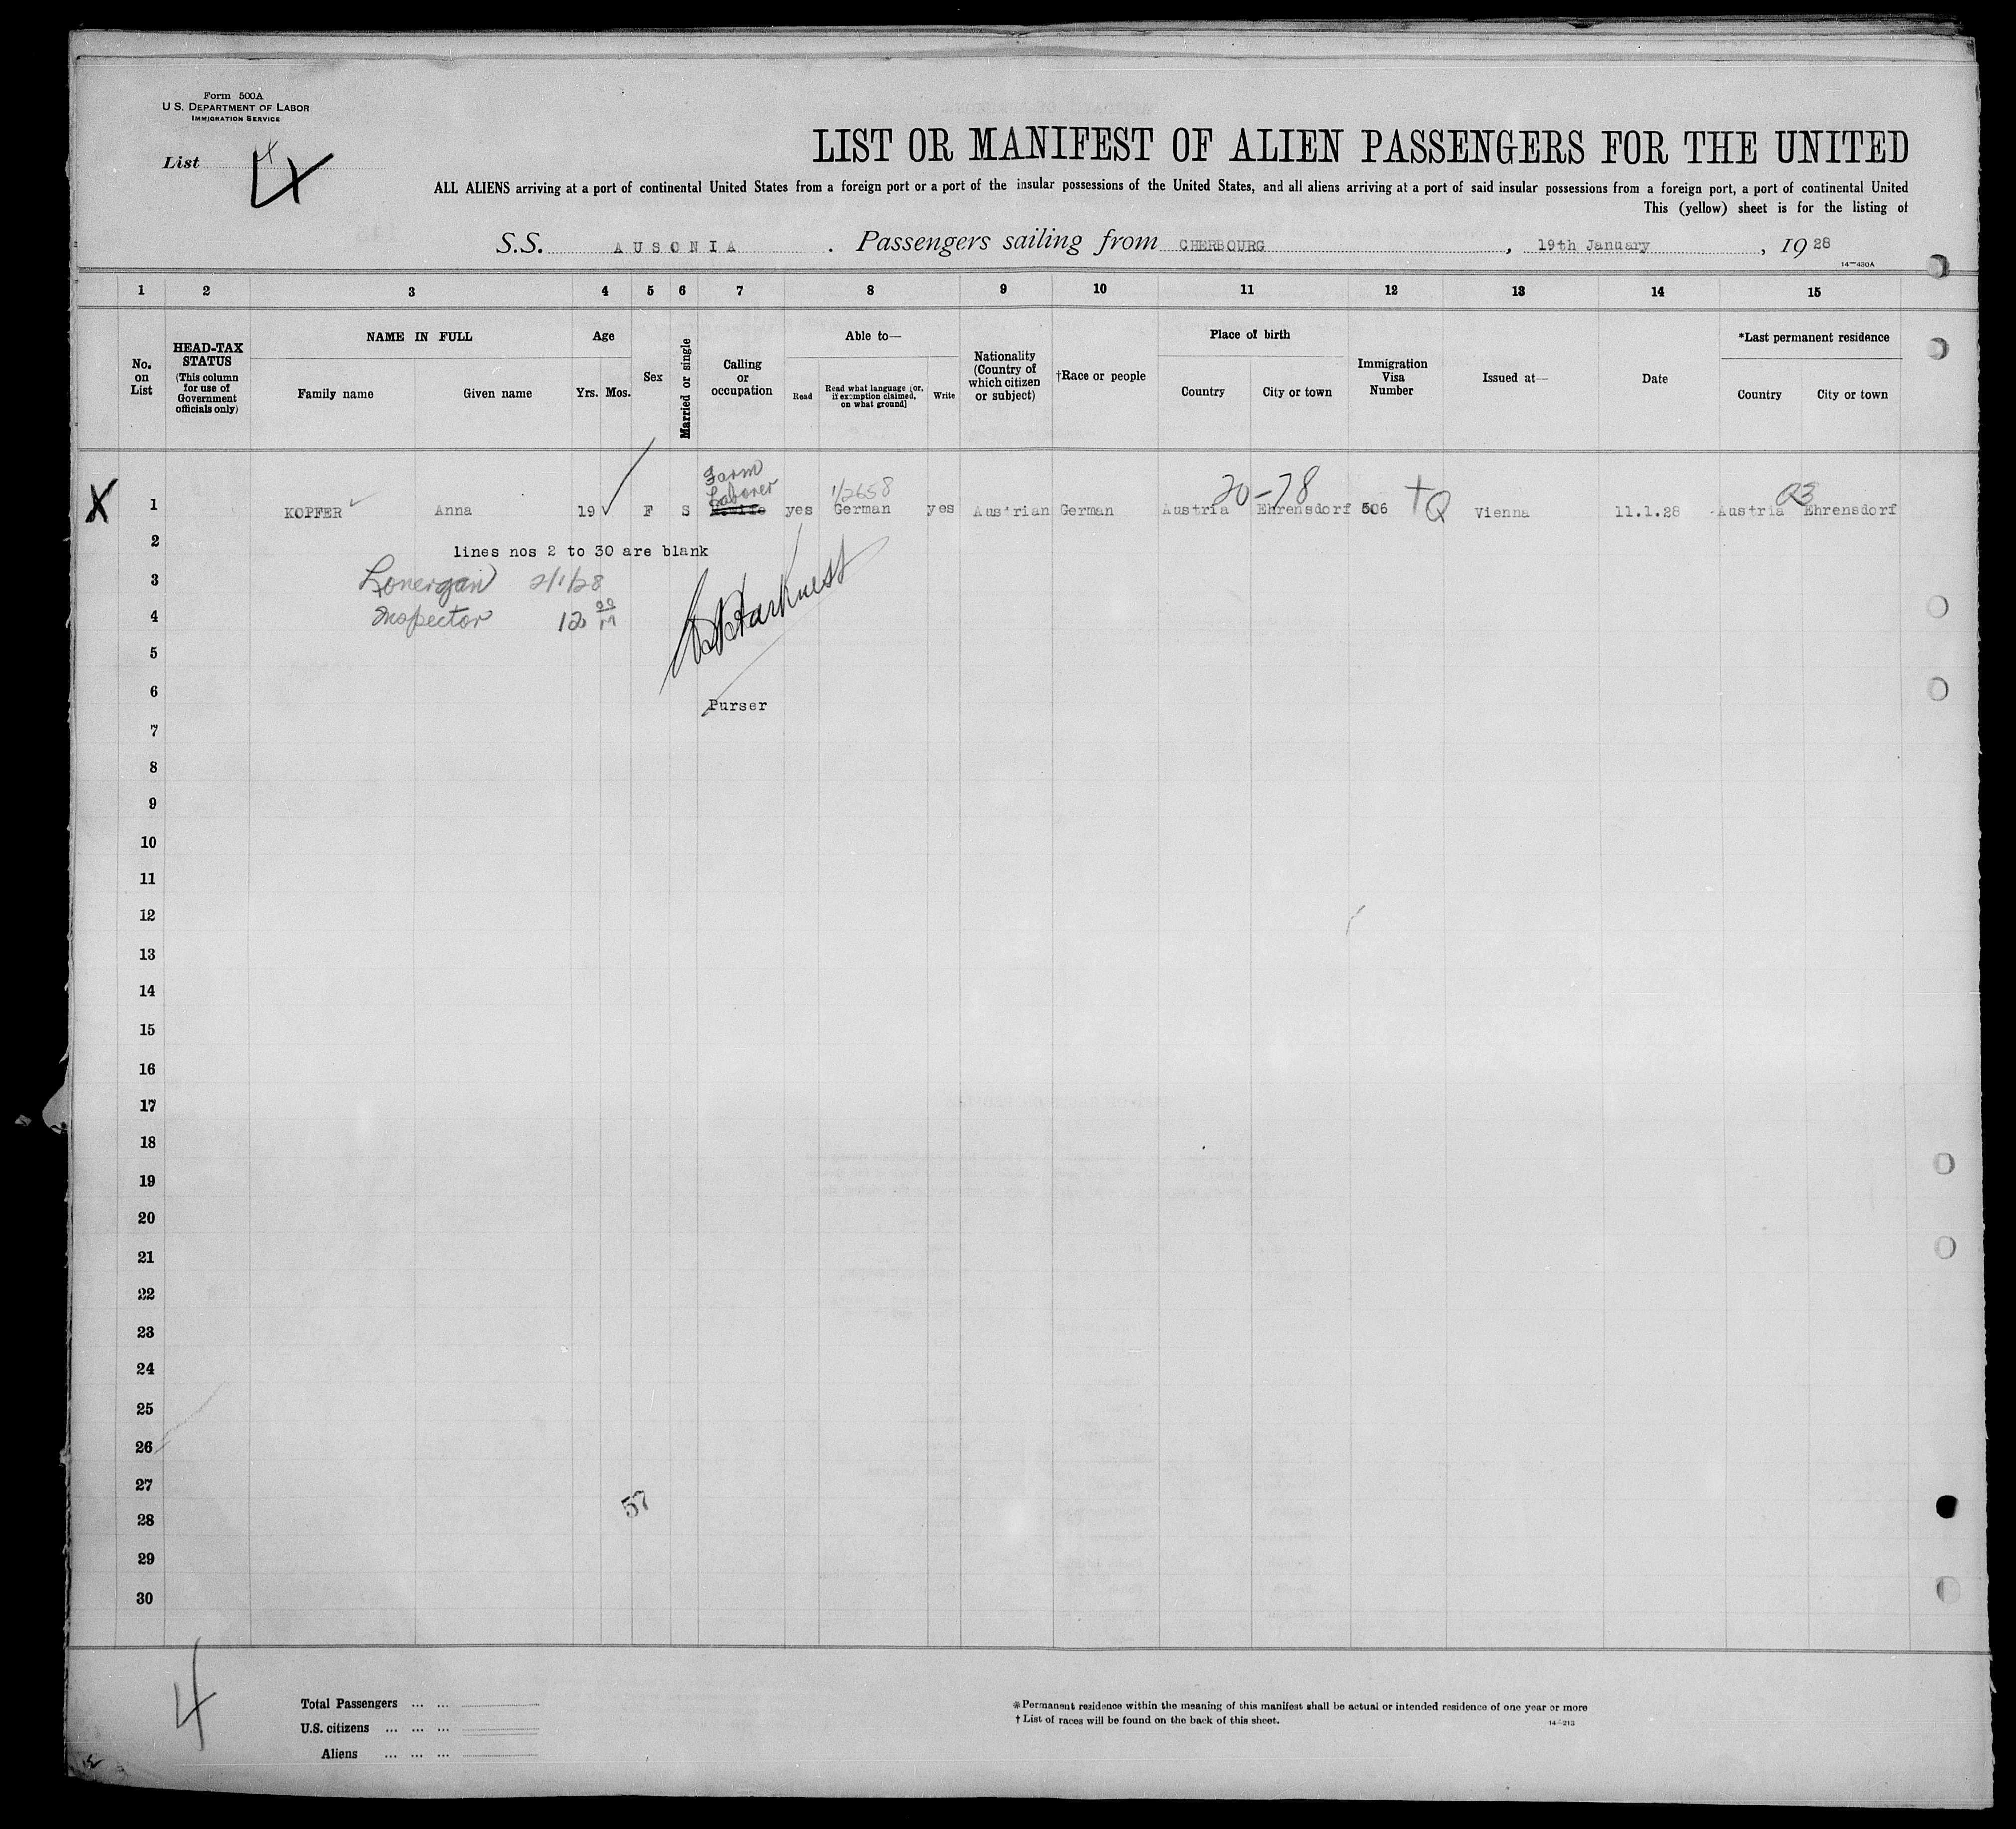 Form 500A
U S. DEPARTMENT OF LABOR
IMMIGRATION SERVICE
List 4
LIST OR MANIFEST OF ALIEN PASSENGERS FOR THE UNITED
ALL ALIENS arriving at a port of continental United States from a foreign port or a port of the insular possessions of the United States, and all aliens arriving at a port of said insular possessions from a foreign port, a port of continental United
This (yellow) sheet is for the listing of
S.S. AUSONIA . Passengers sailing from CHERBOURG , 19th January , 19 28
14—430A
1 2 3 4 5 6 7 8 9 10 11 12 13 14 15
No. on List
HEAD-TAX STATUS (This column for use of Government officials only)
NAME IN FULL
Family name Given name
Age
Yrs. Mos.
Sex
Married or single
Calling or occupation
Able to—
Read Read what language [or, if exemption claimed, on what ground] Write
Nationality (Country of which citizen or subject)
†Race or people
Place of birth
Country City or town
Immigration Visa Number
Issued at—
Date
*Last permanent residence
Country City or town
Farm
Laborer 1/2658 20-78 03
X 1 KOPFER Anna 19 F S yes German yes Austrian German Austria Ehrensdorf 506 Q Vienna 11.1.28 Austria Ehrensdorf
2 lines nos 2 to 30 are blank
3 Lonergan 2/1/28
4 Inspector 12 00 M
Harkness
5
6 Purser
7
8
9
10
11
12
13
14
15
16
17
18
19
20
21
22
23
24
25
26
27
57
28
29
30
4
Total Passengers ... ...
U.S. citizens ... ... ...
Aliens ... ... ...
*Permanent residence within the meaning of this manifest shall be actual or intended residence of one year or more
† List of races will be found on the back of this sheet.
14—213